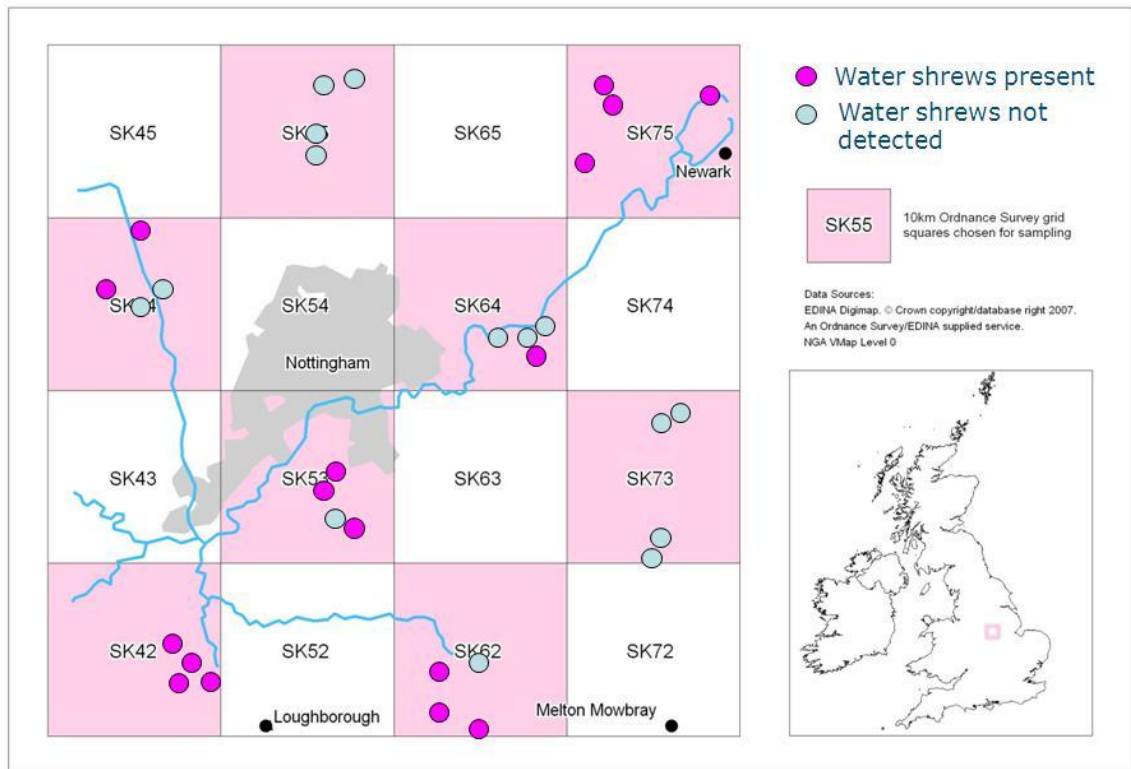 SK45
SK65
SK75
Newark
SK54
SK64
SK74
Nottingham
SK43
SK53
SK63
SK73
SK42
SK52
SK62
SK72
Loughborough
Melton Mowbray
Water shrews present
Water shrews not
detected
SK55
10km Ordnance Survey grid
squares chosen for sampling
Data Sources:
EDINA Digimap. © Crown copyright/database right 2007.
An Ordnance Survey/EDINA supplied service.
NGA VMap Level 0